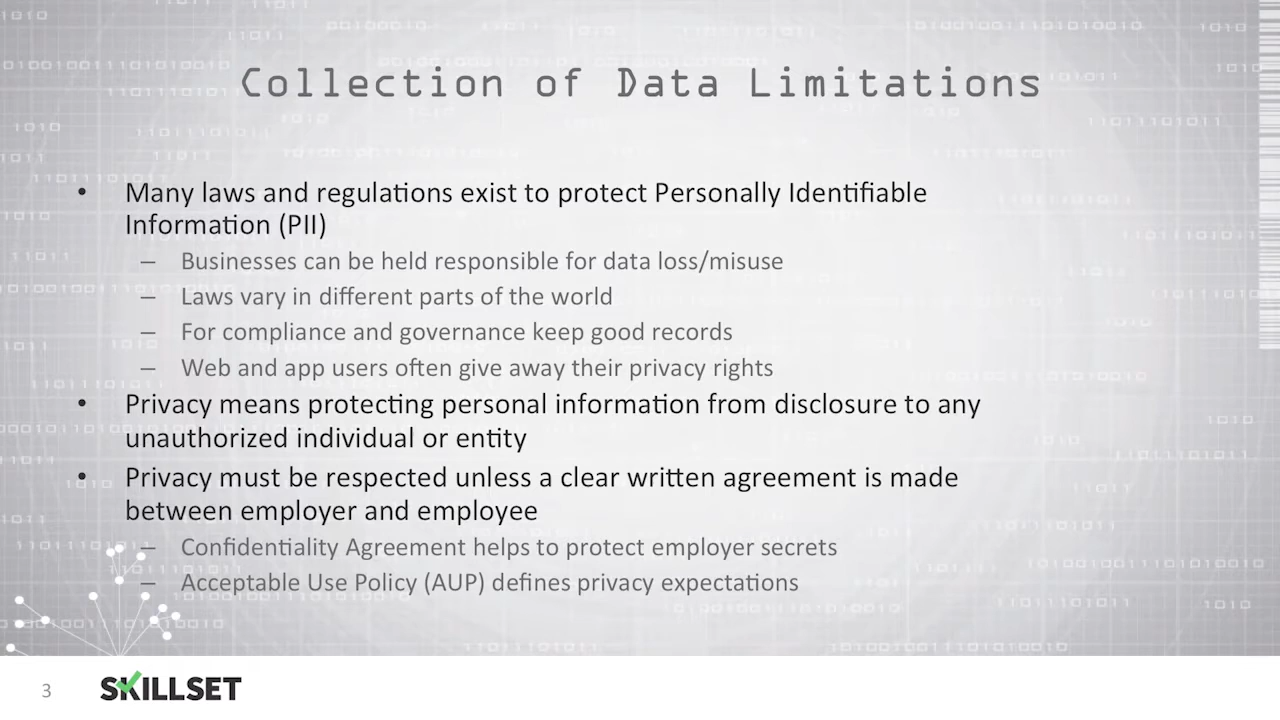 Collection of Data Limitations
• Many laws and regulations exist to protect Personally Identifiable
Information (PII)
– Businesses can be held responsible for data loss/misuse
– Laws vary in different parts of the world
– For compliance and governance keep good records
– Web and app users often give away their privacy rights
• Privacy means protecting personal information from disclosure to any
unauthorized individual or entity
• Privacy must be respected unless a clear written agreement is made
between employer and employee
– Confidentiality Agreement helps to protect employer secrets
– Acceptable Use Policy (AUP) defines privacy expectations
3
SKILLSET